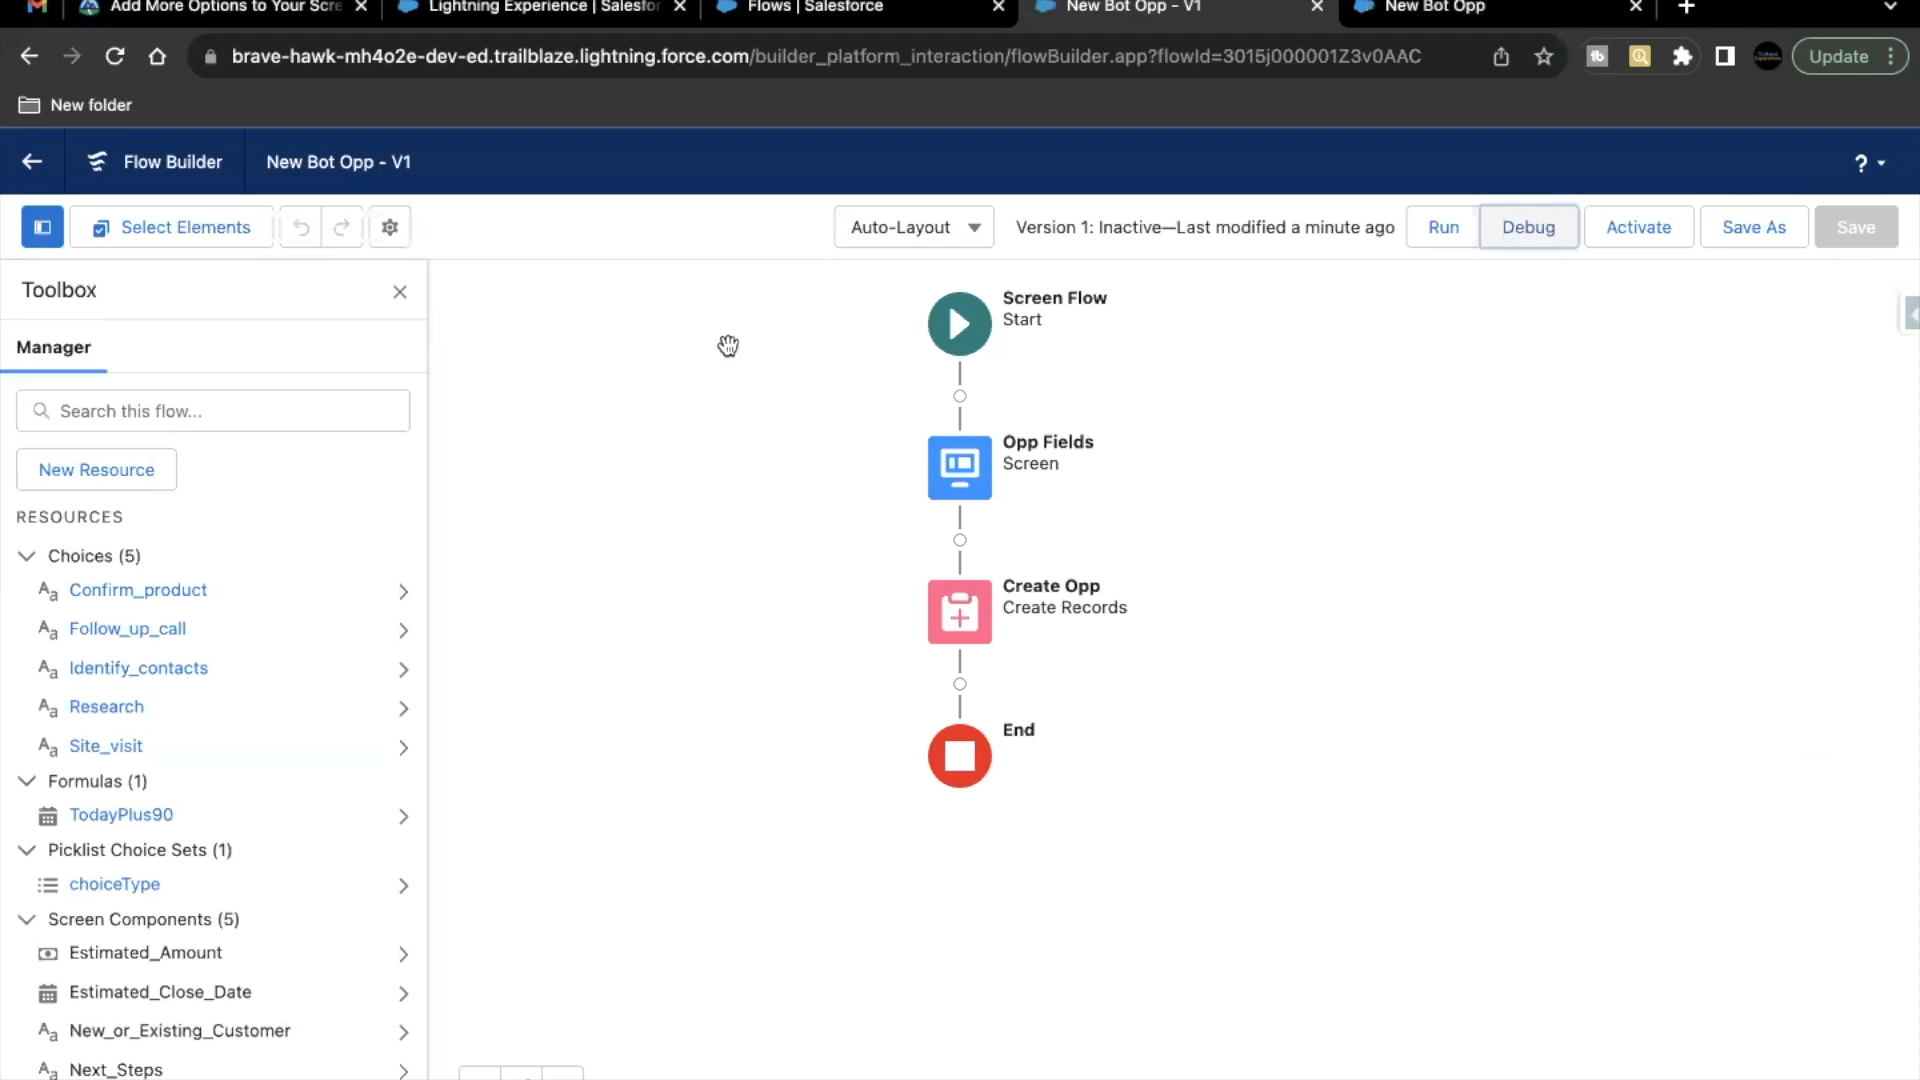 Add More Options to Your Scre
Lightning Experience | Salesfor
Flows | Salesforce
New Bot Opp - V1
New Bot Opp
brave-hawk-mh4o2e-dev-ed.trailblaze.lightning.force.com/builder_platform_interaction/flowBuilder.app?flowId=3015j000001Z3v0AAC
Update
New folder
Flow Builder
New Bot Opp - V1
?
Select Elements
Auto-Layout
Version 1: Inactive—Last modified a minute ago
Run
Debug
Activate
Save As
Save
Toolbox
Manager
Search this flow...
New Resource
RESOURCES
Choices (5)
Confirm_product
Follow_up_call
Identify_contacts
Research
Site_visit
Formulas (1)
TodayPlus90
Picklist Choice Sets (1)
choiceType
Screen Components (5)
Estimated_Amount
Estimated_Close_Date
New_or_Existing_Customer
Next_Steps
Screen Flow
Start
Opp Fields
Screen
Create Opp
Create Records
End